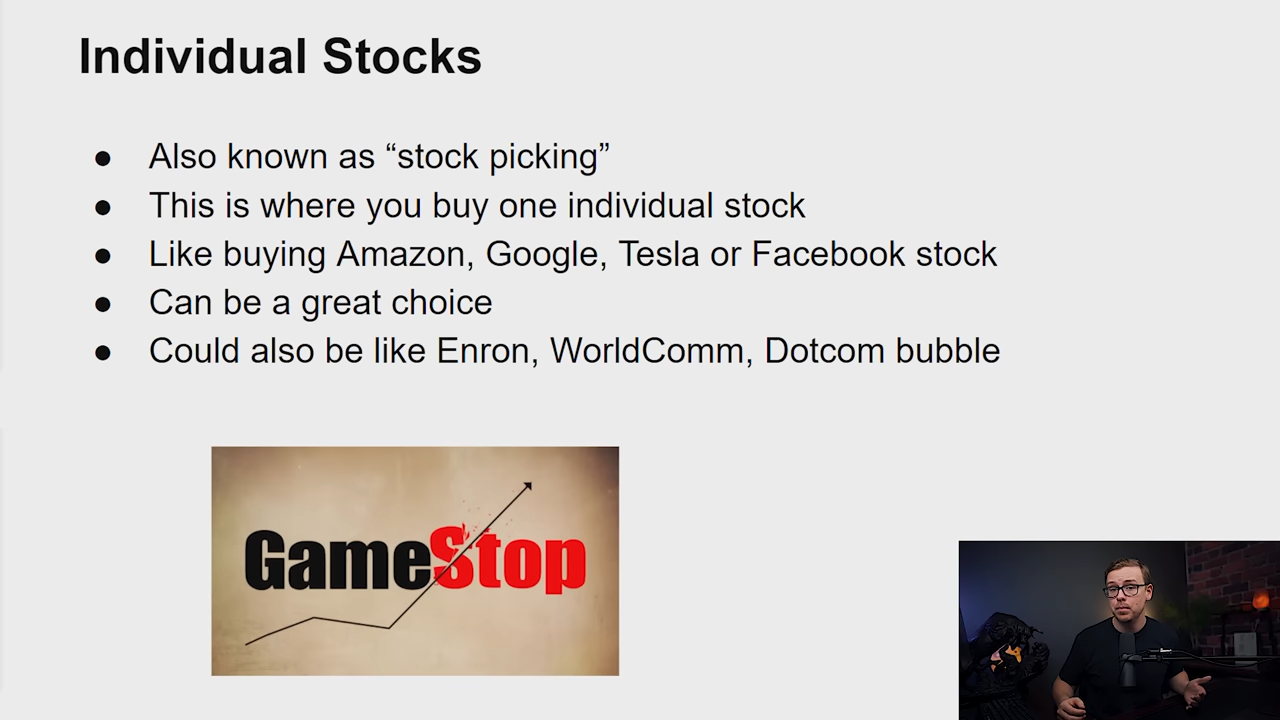 Individual Stocks
● Also known as “stock picking”
● This is where you buy one individual stock
● Like buying Amazon, Google, Tesla or Facebook stock
● Can be a great choice
● Could also be like Enron, WorldComm, Dotcom bubble
GameStop